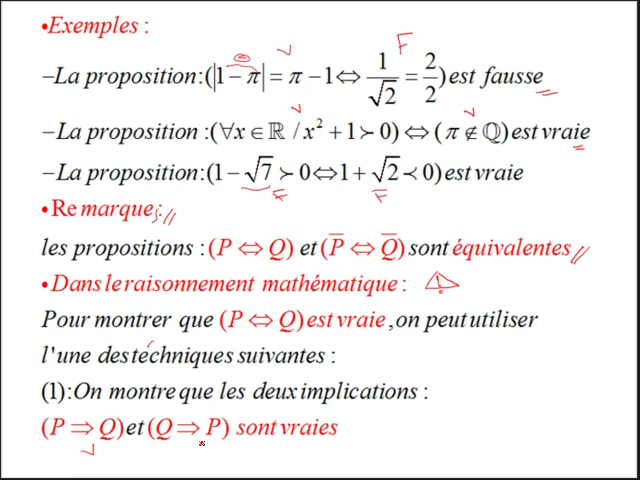 •Exemples :
−La proposition:(|1 − π| = π − 1 ⇔ 1/√2 = 2/2) est fausse
−La proposition :(∀x ∈ ℝ / x² + 1 ≻ 0) ⇔ (π ∉ ℚ) est vraie
−La proposition:(1 − √7 ≻ 0 ⇔ 1 + √2 ≺ 0) est vraie
•Remarque:
les propositions : (P ⇔ Q) et (P̅ ⇔ Q̅) sont équivalentes
•Dans le raisonnement mathématique :
Pour montrer que (P ⇔ Q) est vraie, on peut utiliser
l'une des techniques suivantes :
(1):On montre que les deux implications :
(P ⇒ Q) et (Q ⇒ P) sont vraies